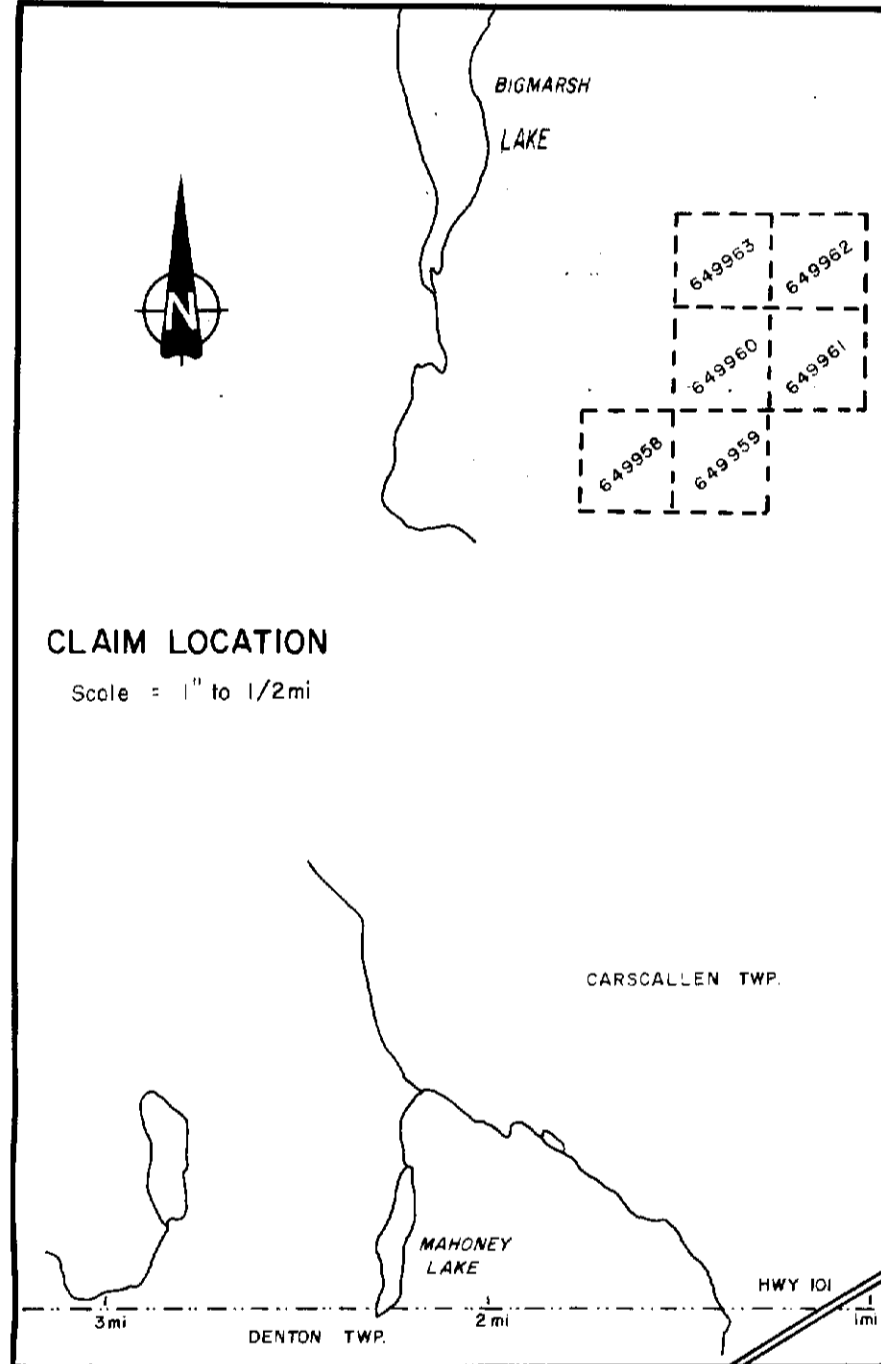 BIGMARSH
LAKE
649963
649962
N
649960
649961
649958
649959
CLAIM LOCATION
Scale = 1" to 1/2mi
CARSCALLEN TWP.
MAHONEY
LAKE
HWY 101
3mi
2mi
1mi
DENTON TWP.